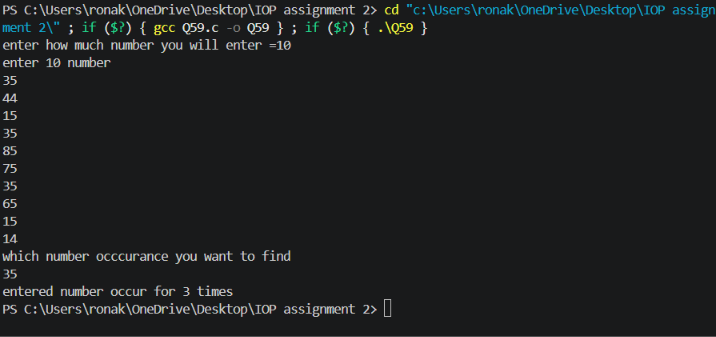 PS C:\Users\ronak\OneDrive\Desktop\IOP assignment 2> cd "c:\Users\ronak\OneDrive\Desktop\IOP assign
ment 2\" ; if ($?) { gcc Q59.c -o Q59 } ; if ($?) { .\Q59 }
enter how much number you will enter =10
enter 10 number
35
44
15
35
85
75
35
65
15
14
which number occcurance you want to find
35
entered number occur for 3 times
PS C:\Users\ronak\OneDrive\Desktop\IOP assignment 2>